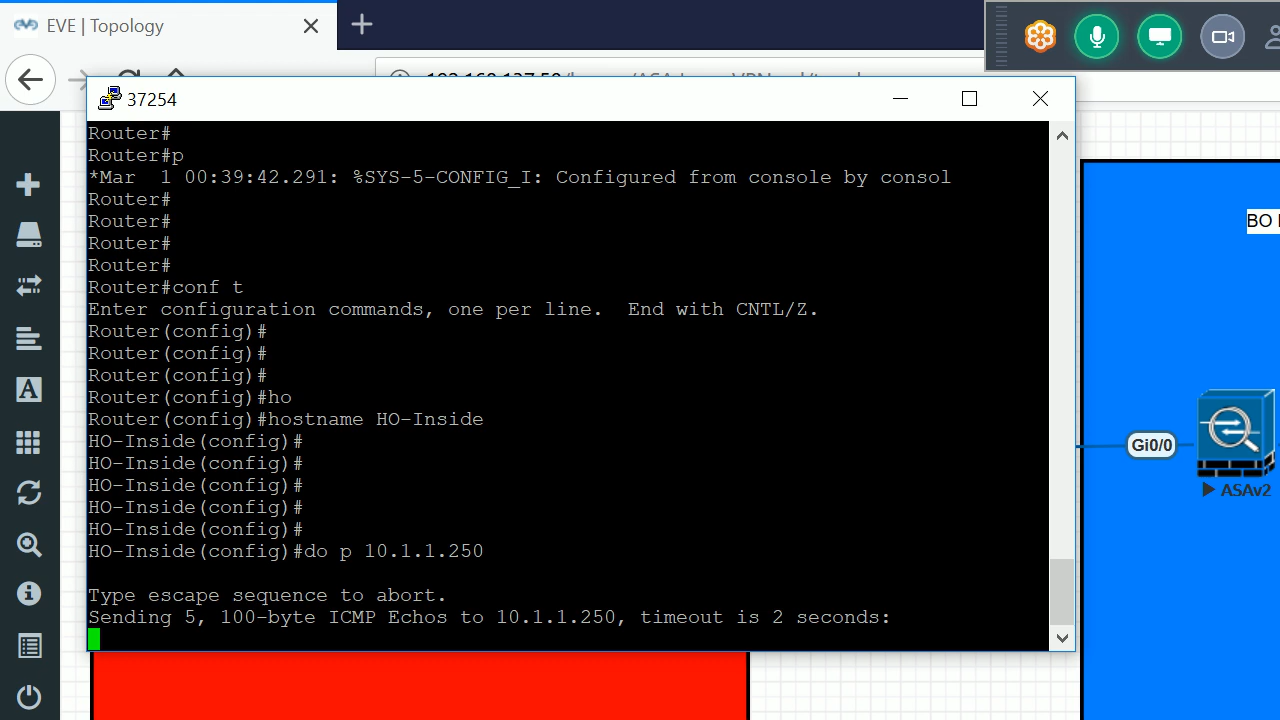 EVE | Topology
37254
Router#
Router#p
*Mar  1 00:39:42.291: %SYS-5-CONFIG_I: Configured from console by consol
Router#
Router#
Router#
Router#
Router#conf t
Enter configuration commands, one per line.  End with CNTL/Z.
Router(config)#
Router(config)#
Router(config)#
Router(config)#ho
Router(config)#hostname HO-Inside
HO-Inside(config)#
HO-Inside(config)#
HO-Inside(config)#
HO-Inside(config)#
HO-Inside(config)#
HO-Inside(config)#do p 10.1.1.250
Type escape sequence to abort.
Sending 5, 100-byte ICMP Echos to 10.1.1.250, timeout is 2 seconds:
BO
Gi0/0
ASAv2